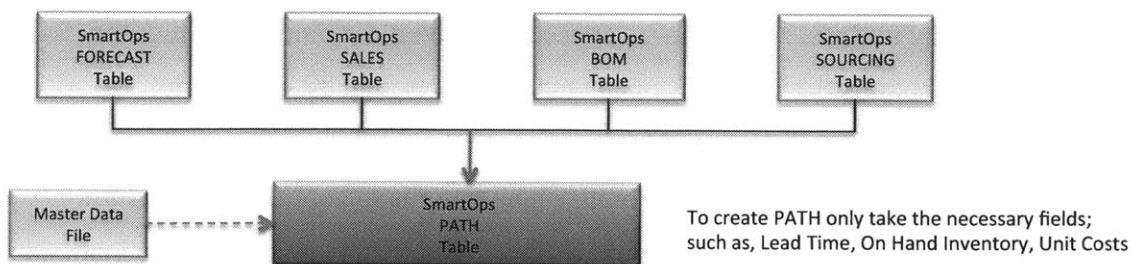 SmartOps
FORECAST
Table
SmartOps
SALES
Table
SmartOps
BOM
Table
SmartOps
SOURCING
Table
Master Data
File
SmartOps
PATH
Table
To create PATH only take the necessary fields;
such as, Lead Time, On Hand Inventory, Unit Costs